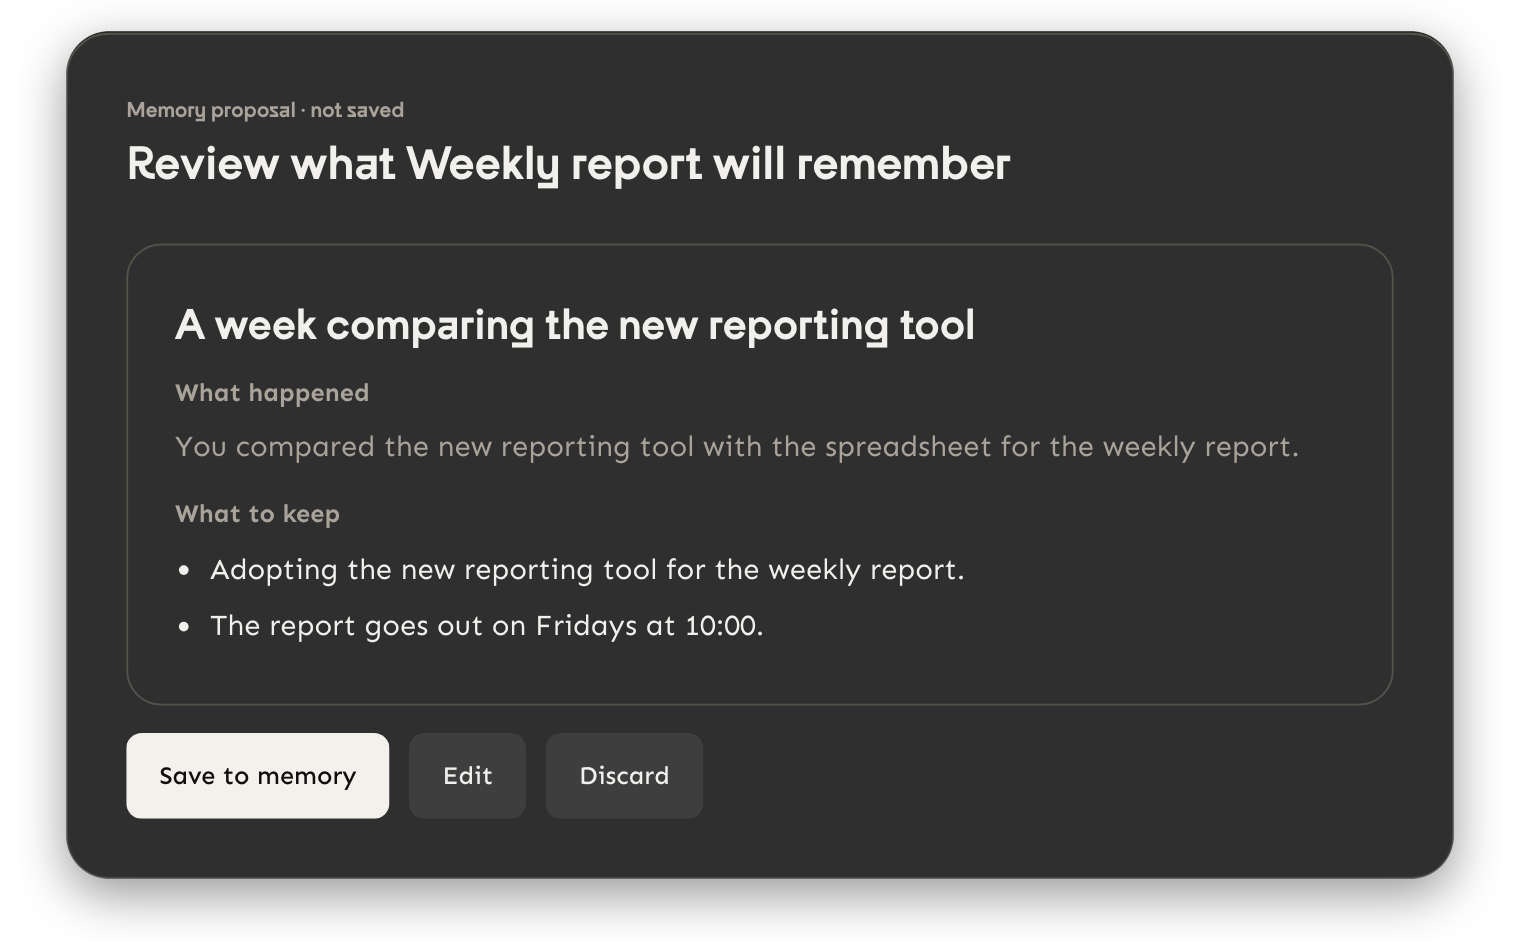 Memory proposal · not saved
Review what Weekly report will remember
A week comparing the new reporting tool
What happened
You compared the new reporting tool with the spreadsheet for the weekly report.
What to keep
• Adopting the new reporting tool for the weekly report.
• The report goes out on Fridays at 10:00.
Save to memory
Edit
Discard